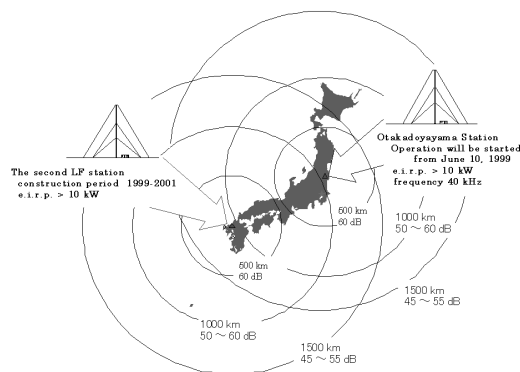 Otakadoyayama Station
Operation will be started
from June 10, 1999
e.i.r.p. > 10 kW
frequency 40 kHz
The second LF station
construction period 1999-2001
e.i.r.p. > 10 kW
500 km
60 dB
1000 km
50 ～ 60 dB
1500 km
45 ～ 55 dB
500 km
60 dB
1000 km
50 ～ 60 dB
1500 km
45 ～ 55 dB